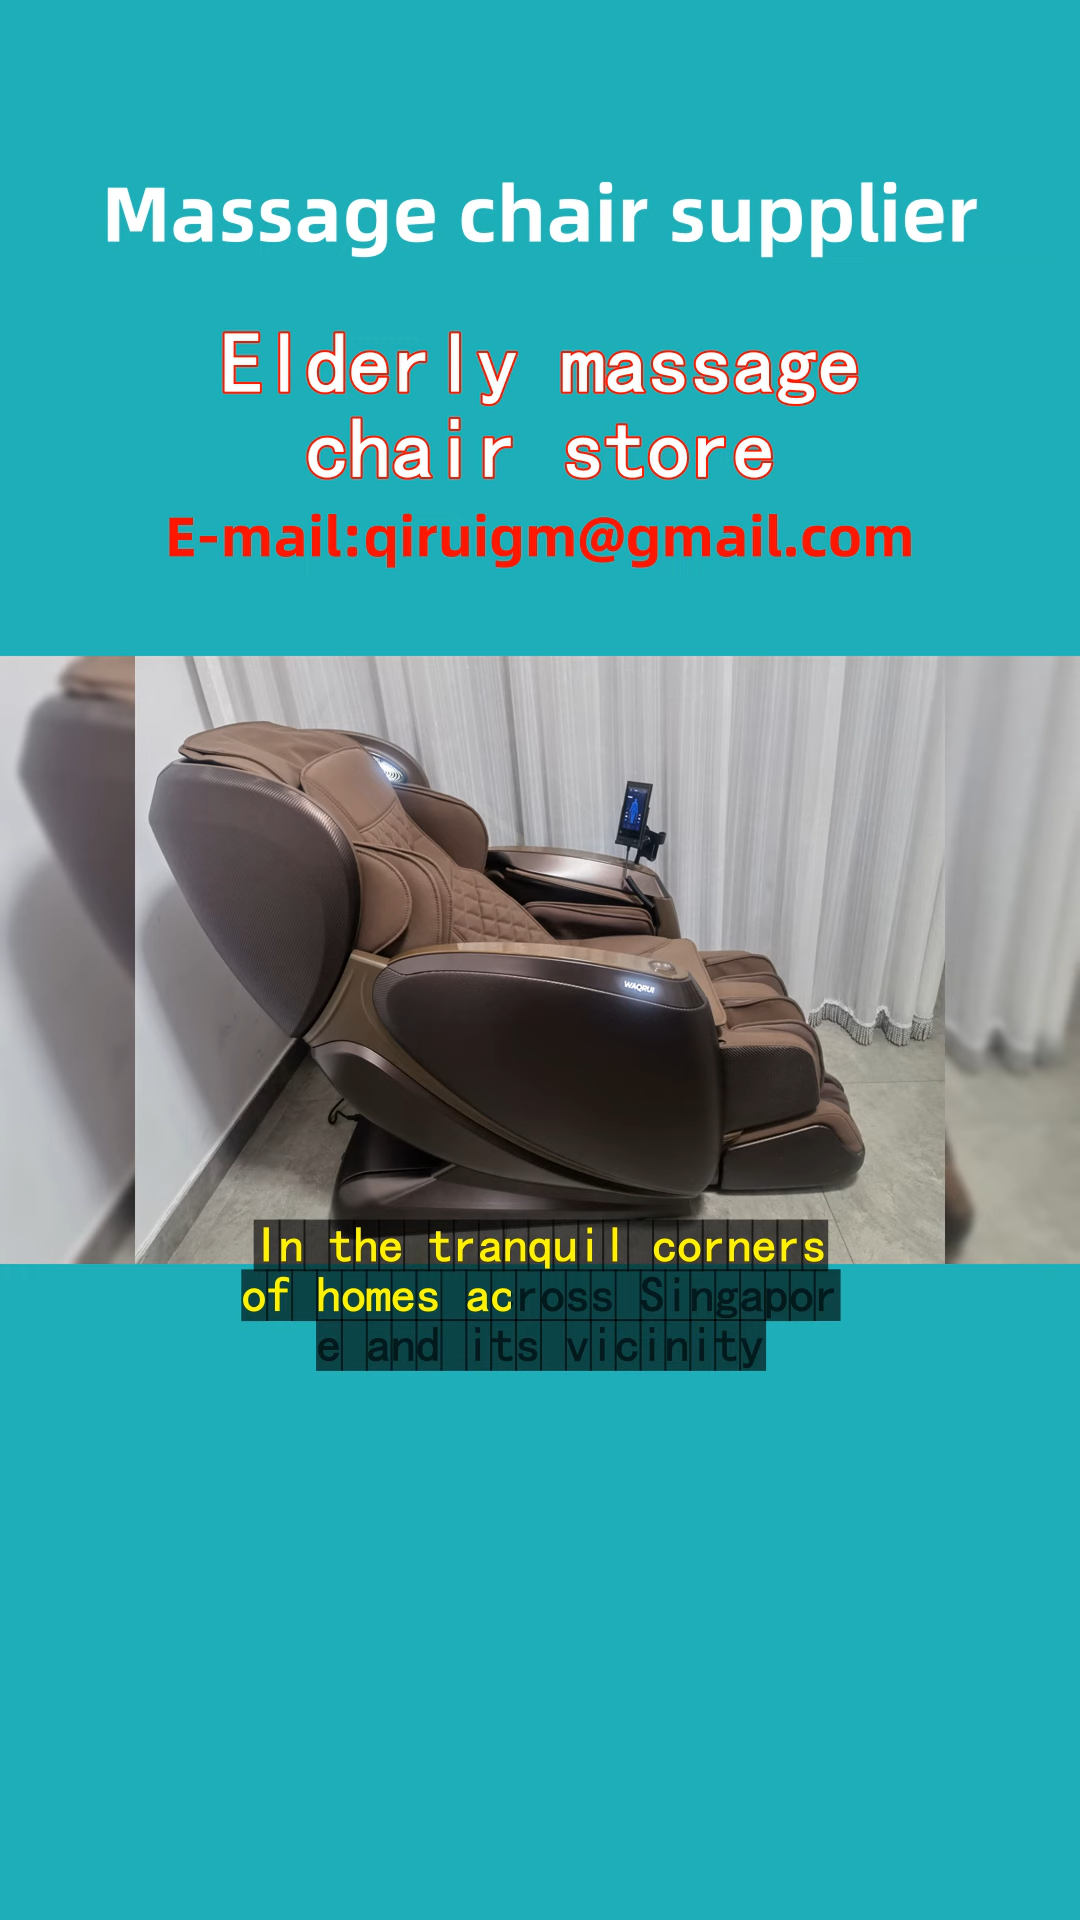 Massage chair supplier
Elderly massage
chair store
E-mail:qiruigm@gmail.com
WAQRUI
In the tranquil corners
of homes across Singapor
e and its vicinity